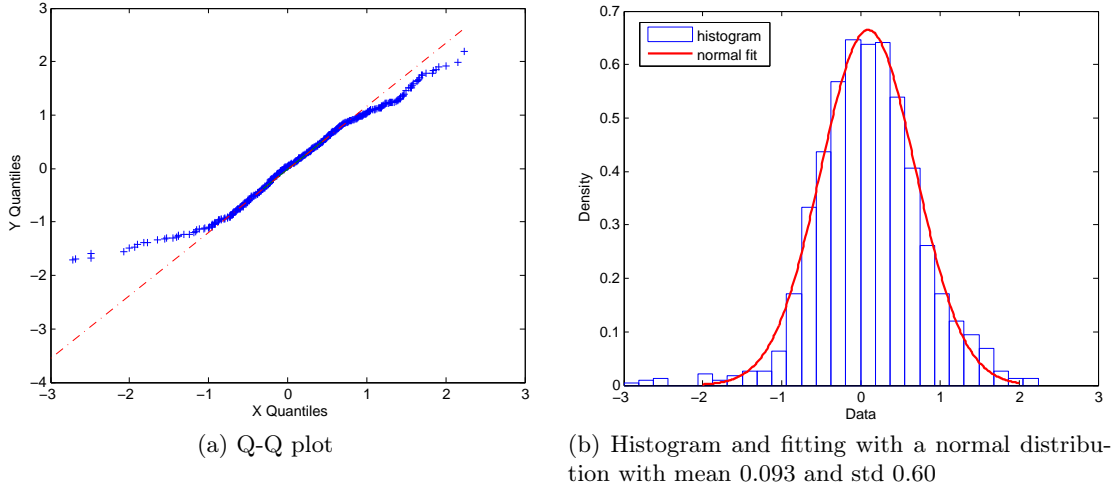 3
2
1
0
−1
−2
−3
−4
Y Quantiles
−3 −2 −1 0 1 2 3
X Quantiles
(a) Q-Q plot
0.7
0.6
0.5
0.4
0.3
0.2
0.1
0
Density
histogram
normal fit
−3 −2 −1 0 1 2 3
Data
(b) Histogram and fitting with a normal distribu-
tion with mean 0.093 and std 0.60